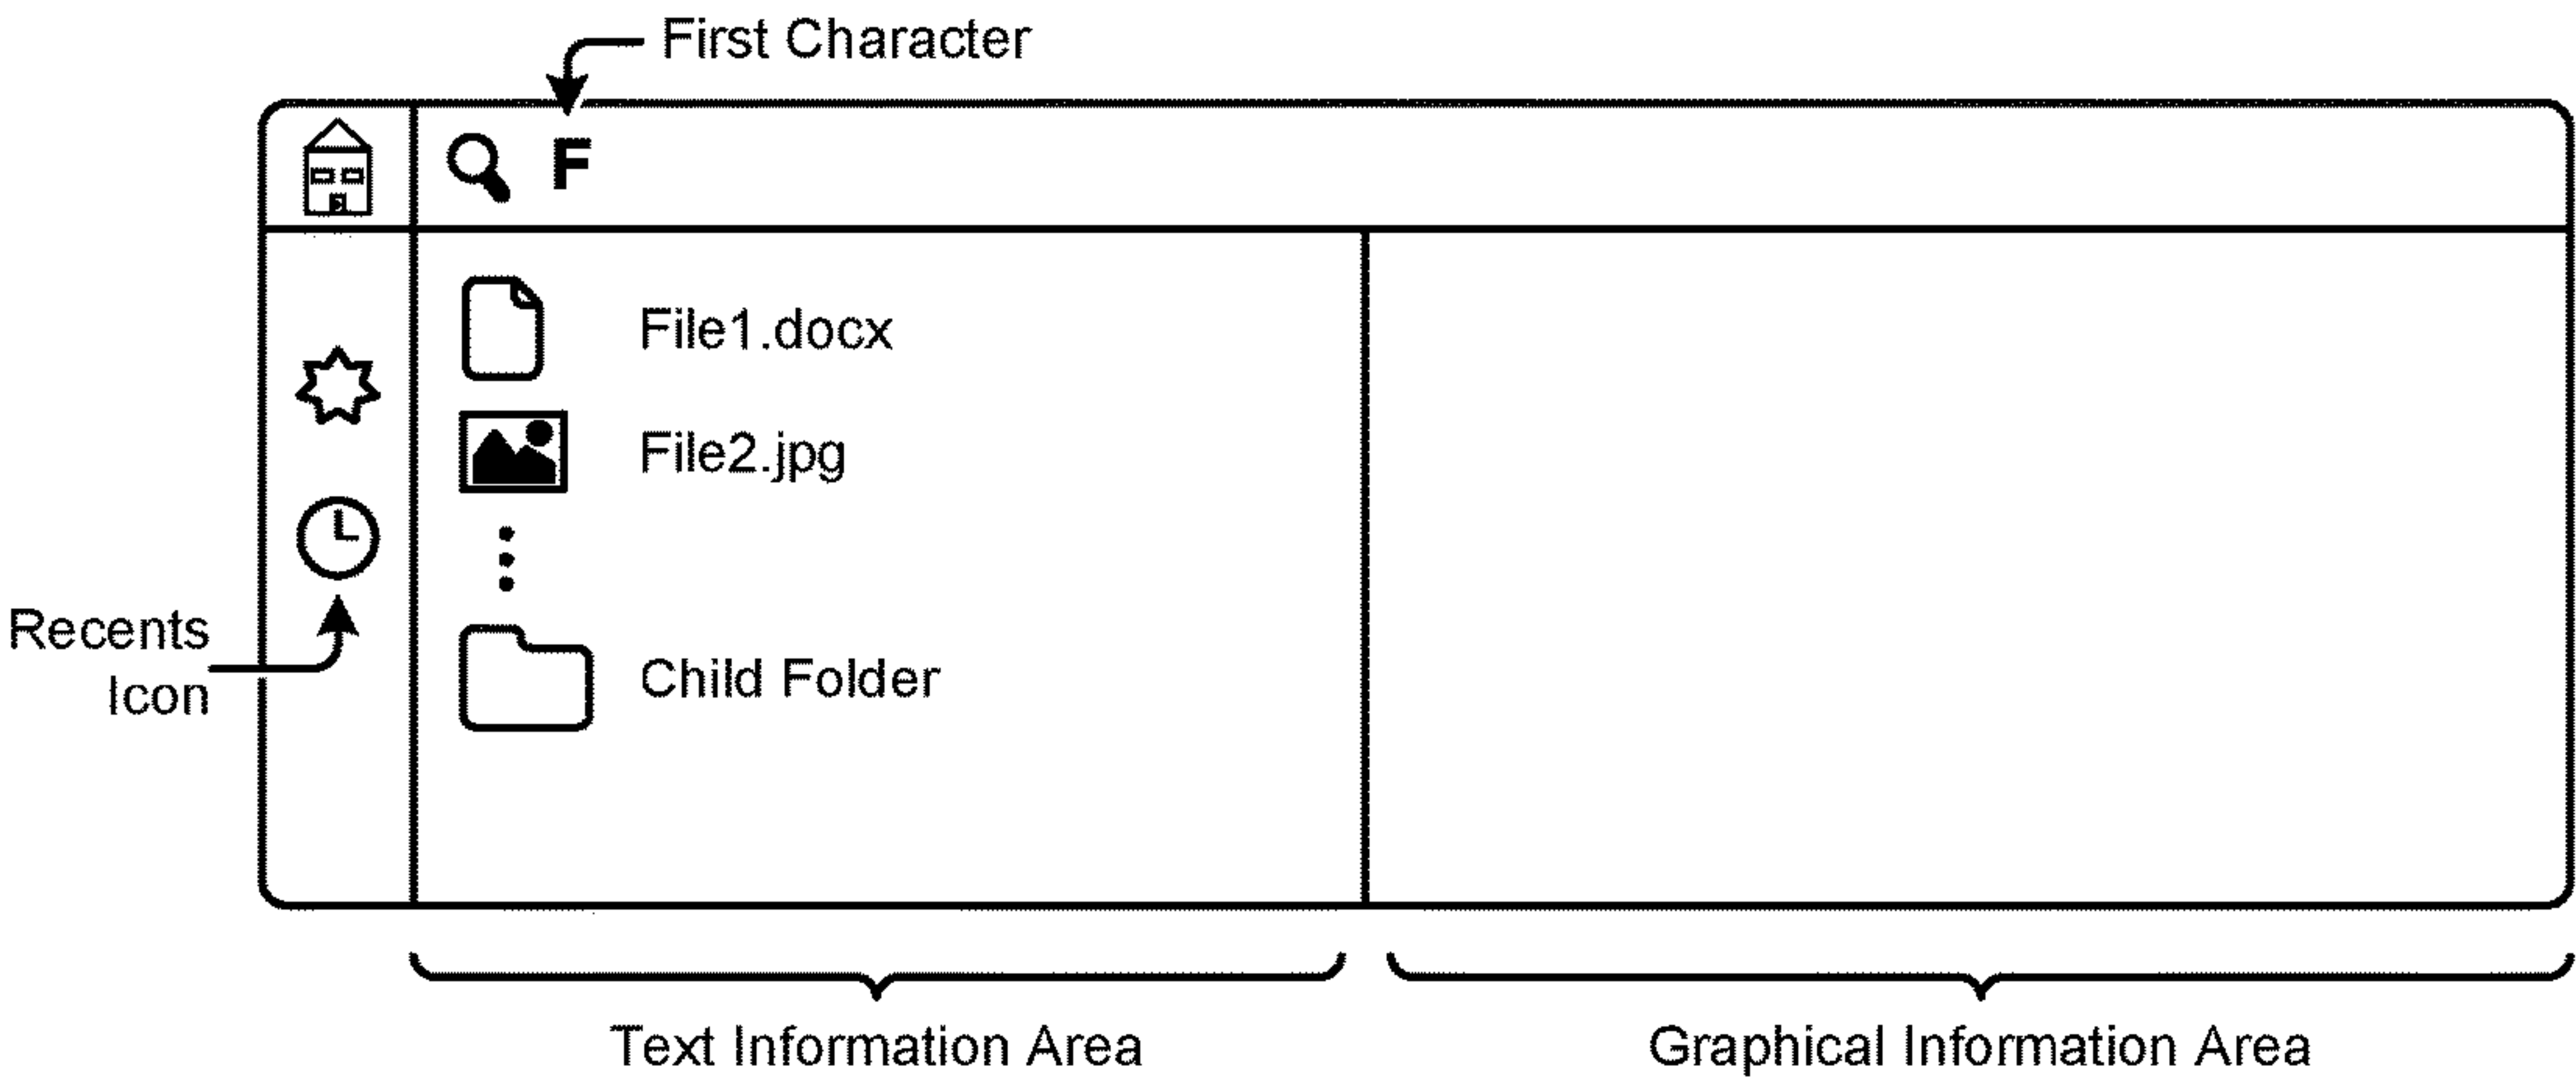 First Character
F
File1.docx
File2.jpg
Recents
Icon
Child Folder
Text Information Area
Graphical Information Area